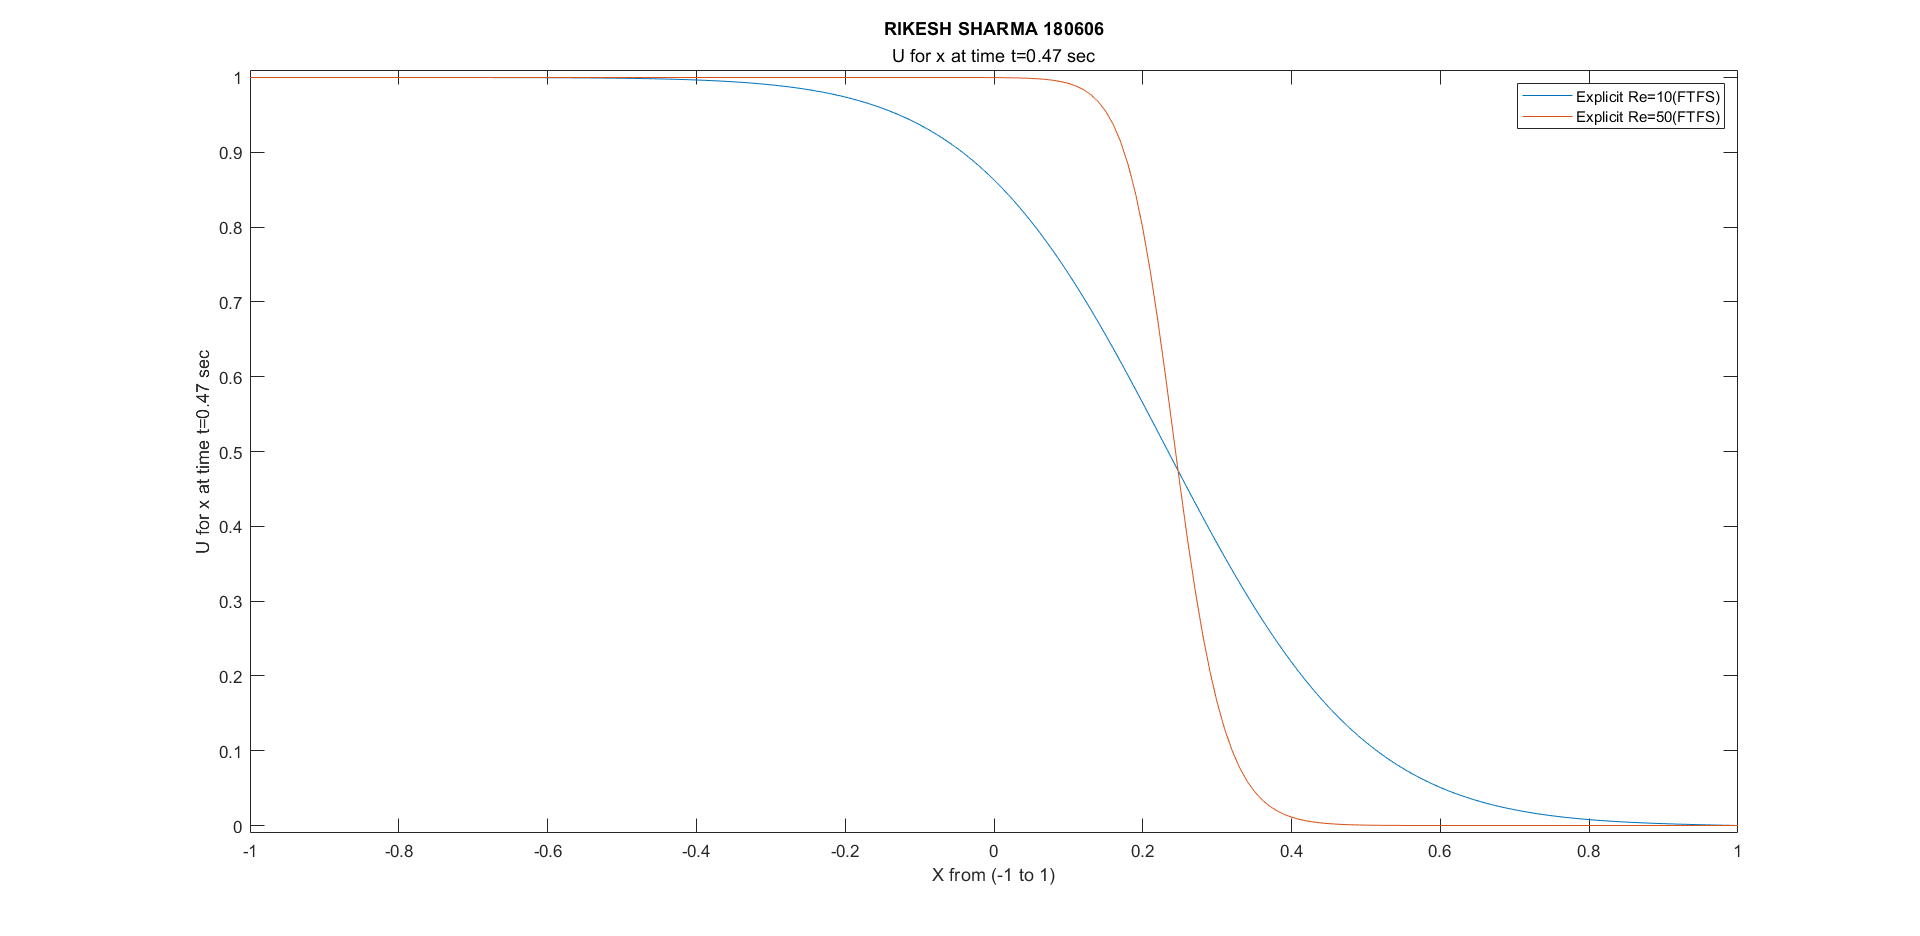 RIKESH SHARMA 180606
U for x at time t=0.47 sec
Explicit Re=10(FTFS)
Explicit Re=50(FTFS)
U for x at time t=0.47 sec
1
0.9
0.8
0.7
0.6
0.5
0.4
0.3
0.2
0.1
0
-1 -0.8 -0.6 -0.4 -0.2 0 0.2 0.4 0.6 0.8 1
X from (-1 to 1)